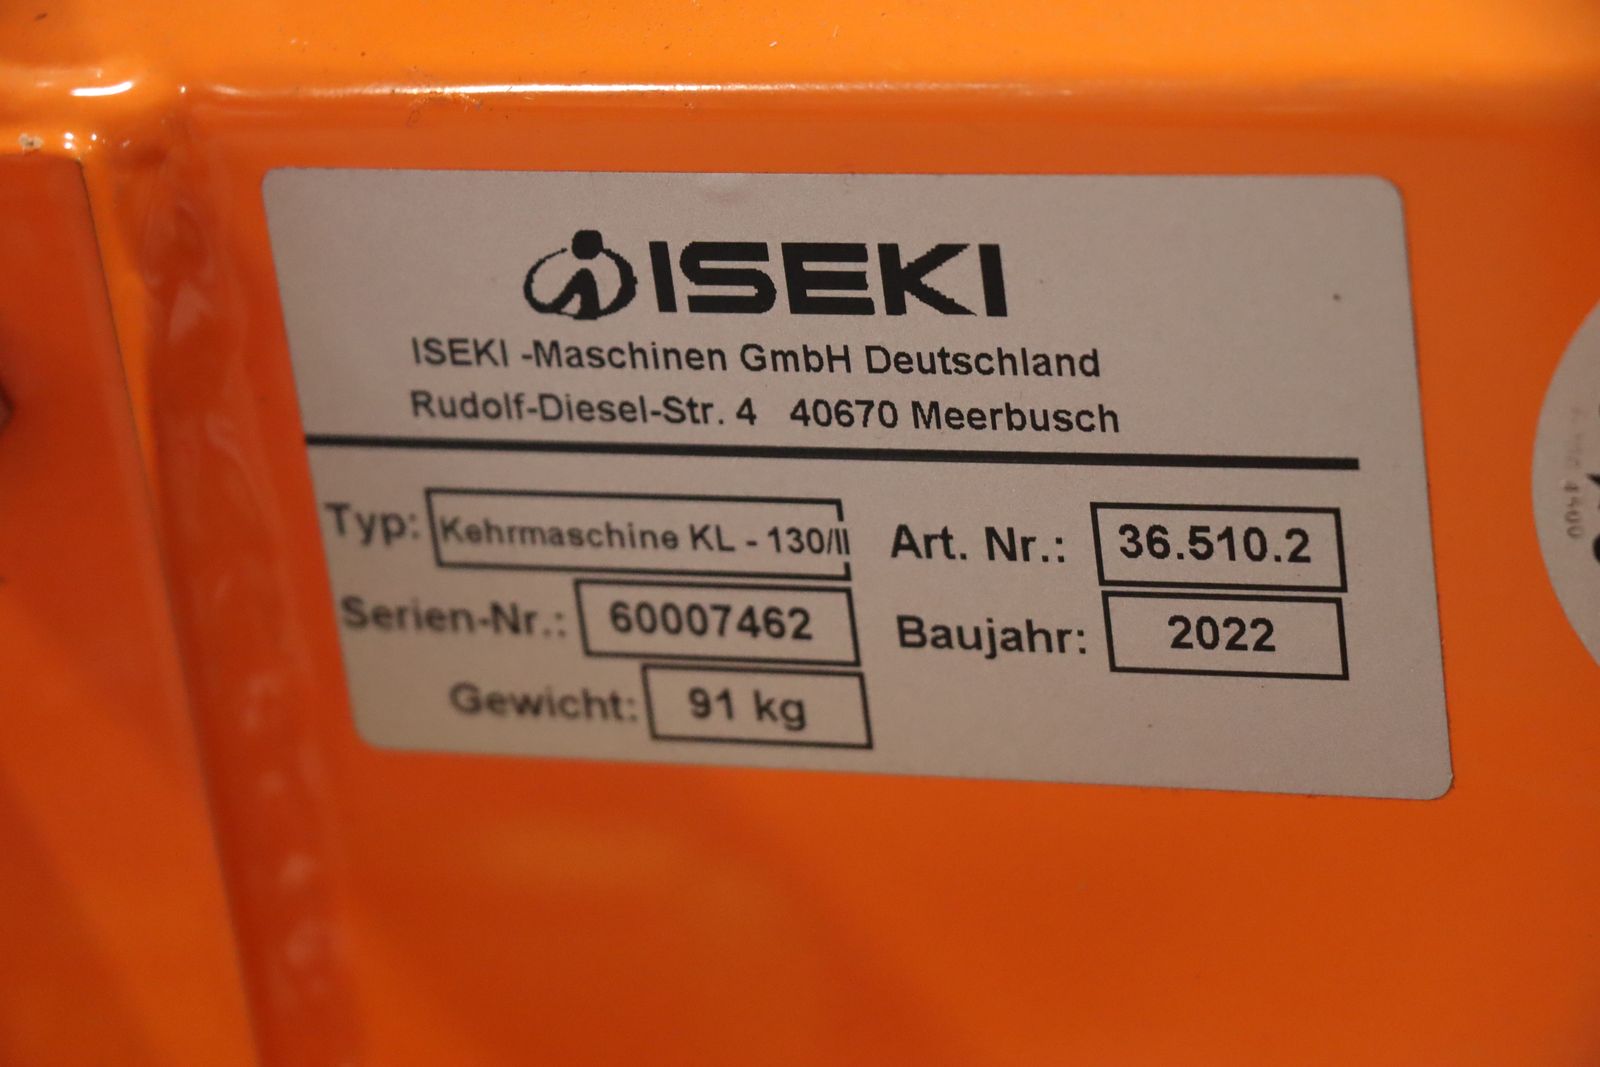 ISEKI
ISEKI -Maschinen GmbH Deutschland
Rudolf-Diesel-Str. 4 40670 Meerbusch
Typ: Kehrmaschine KL - 130/II Art. Nr.: 36.510.2
Serien-Nr.: 60007462 Baujahr: 2022
Gewicht: 91 kg